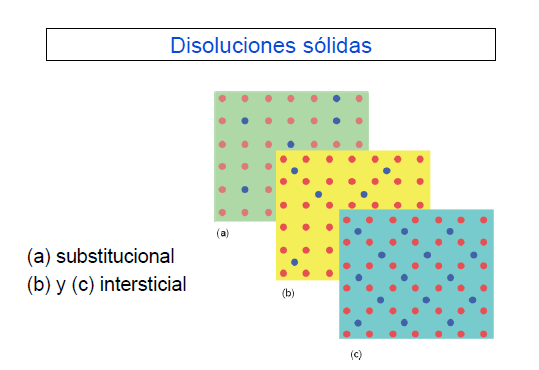 Disoluciones sólidas
(a)
(a) substitucional
(b) y (c) intersticial
(b)
(c)